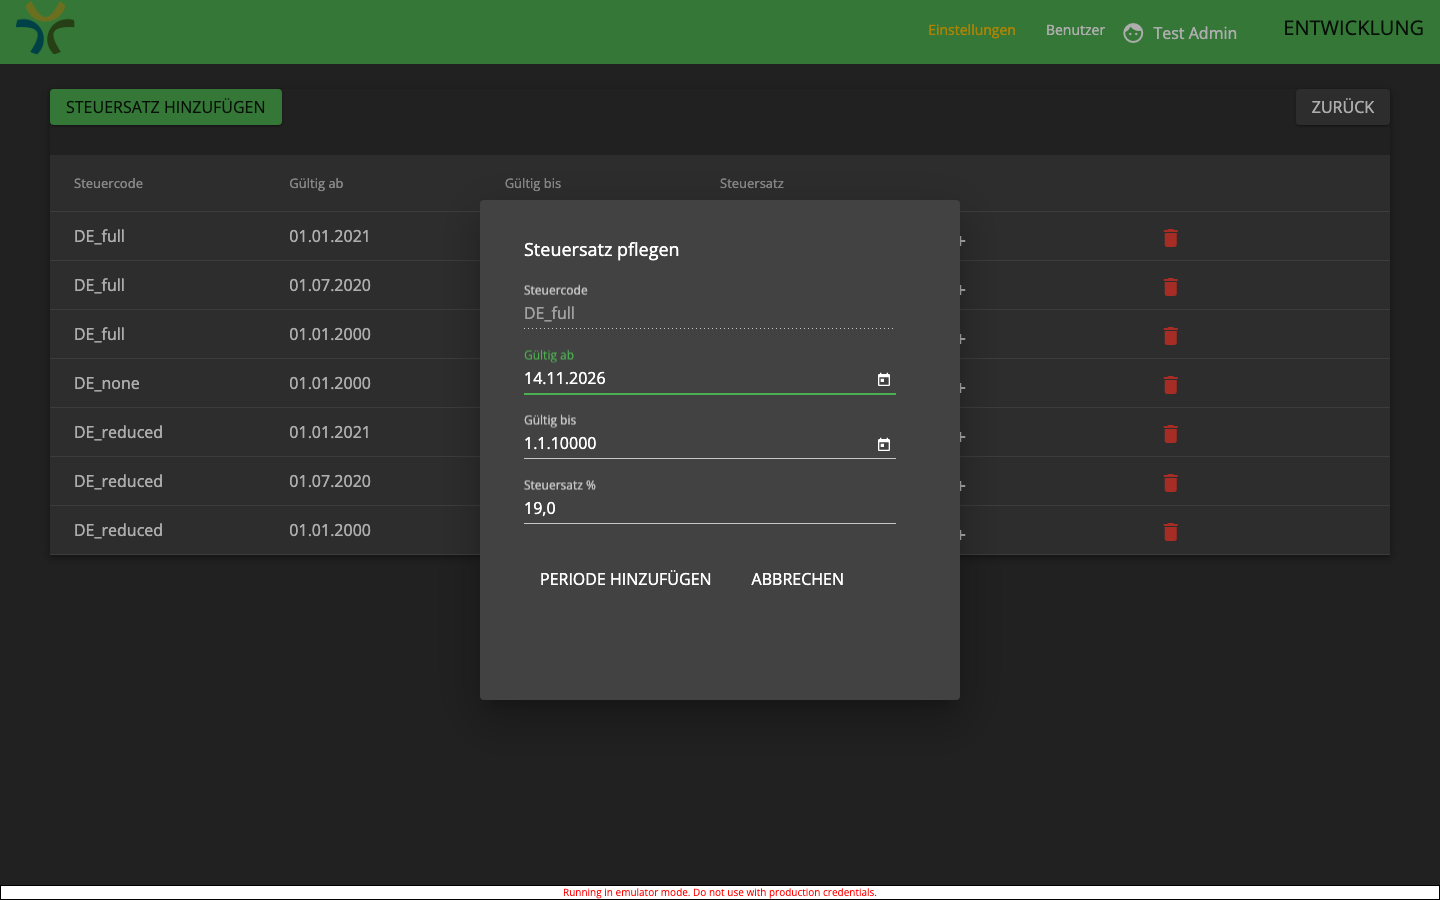 Einstellungen Benutzer Test Admin ENTWICKLUNG
STEUERSATZ HINZUFÜGEN ZURÜCK
Steuercode Gültig ab Gültig bis Steuersatz
DE_full 01.01.2021
DE_full 01.07.2020
DE_full 01.01.2000
DE_none 01.01.2000
DE_reduced 01.01.2021
DE_reduced 01.07.2020
DE_reduced 01.01.2000
Steuersatz pflegen
Steuercode
DE_full
Gültig ab
14.11.2026
Gültig bis
1.1.10000
Steuersatz %
19,0
PERIODE HINZUFÜGEN ABBRECHEN
Running in emulator mode. Do not use with production credentials.